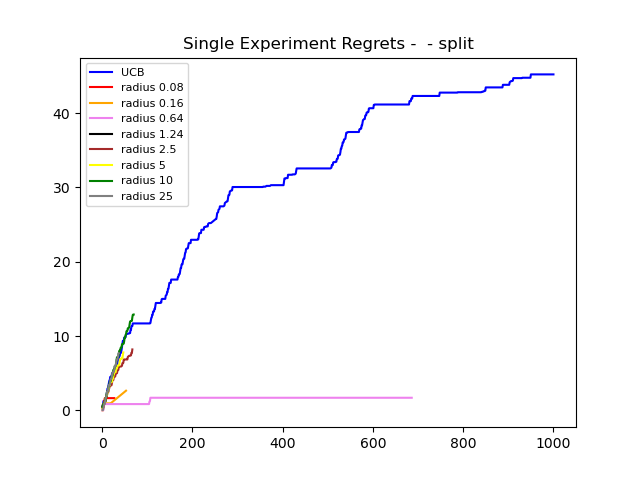 Single Experiment Regrets -  - split
UCB
radius 0.08
radius 0.16
radius 0.64
radius 1.24
radius 2.5
radius 5
radius 10
radius 25
40
30
20
10
0
0 200 400 600 800 1000